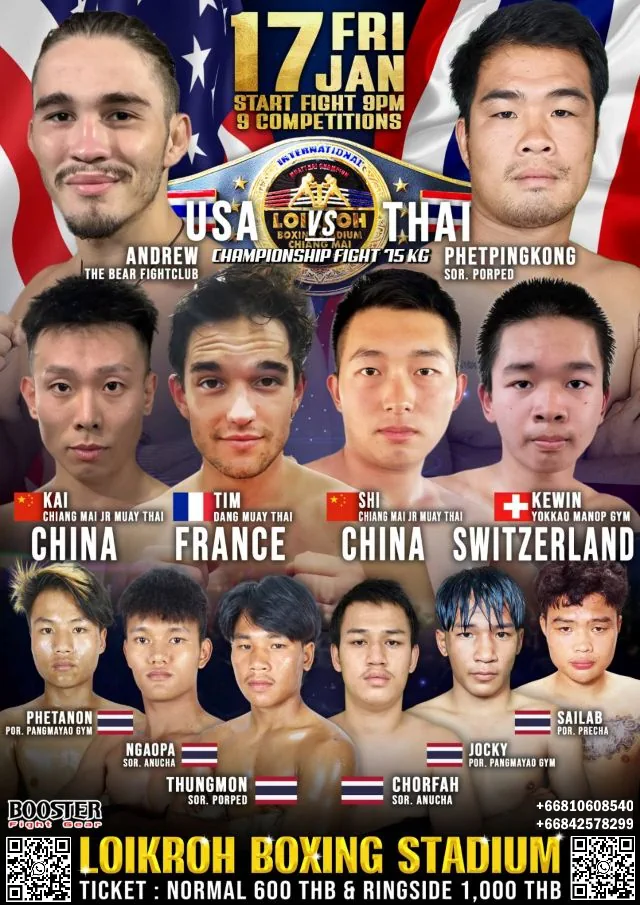 17 FRI
JAN
START FIGHT 9PM
9 COMPETITIONS
INTERNATIONAL
MUAYTHAI CHAMPION
LOIKROH
BOXING STADIUM
CHIANG MAI
USA VS THAI
CHAMPIONSHIP FIGHT 75 KG
ANDREW
THE BEAR FIGHTCLUB
PHETPINGKONG
SOR. PORPED
KAI
CHIANG MAI JR MUAY THAI
CHINA
TIM
DANG MUAY THAI
FRANCE
SHI
CHIANG MAI JR MUAY THAI
CHINA
KEWIN
YOKKAO MANOP GYM
SWITZERLAND
PHETANON
POR. PANGMAYAO GYM
NGAOPA
SOR. ANUCHA
THUNGMON
SOR. PORPED
CHORFAH
SOR. ANUCHA
JOCKY
POR. PANGMAYAO GYM
SAILAB
POR. PRECHA
BOOSTER
Fight Gear
+66810608540
+66842578299
LOIKROH BOXING STADIUM
TICKET : NORMAL 600 THB & RINGSIDE 1,000 THB